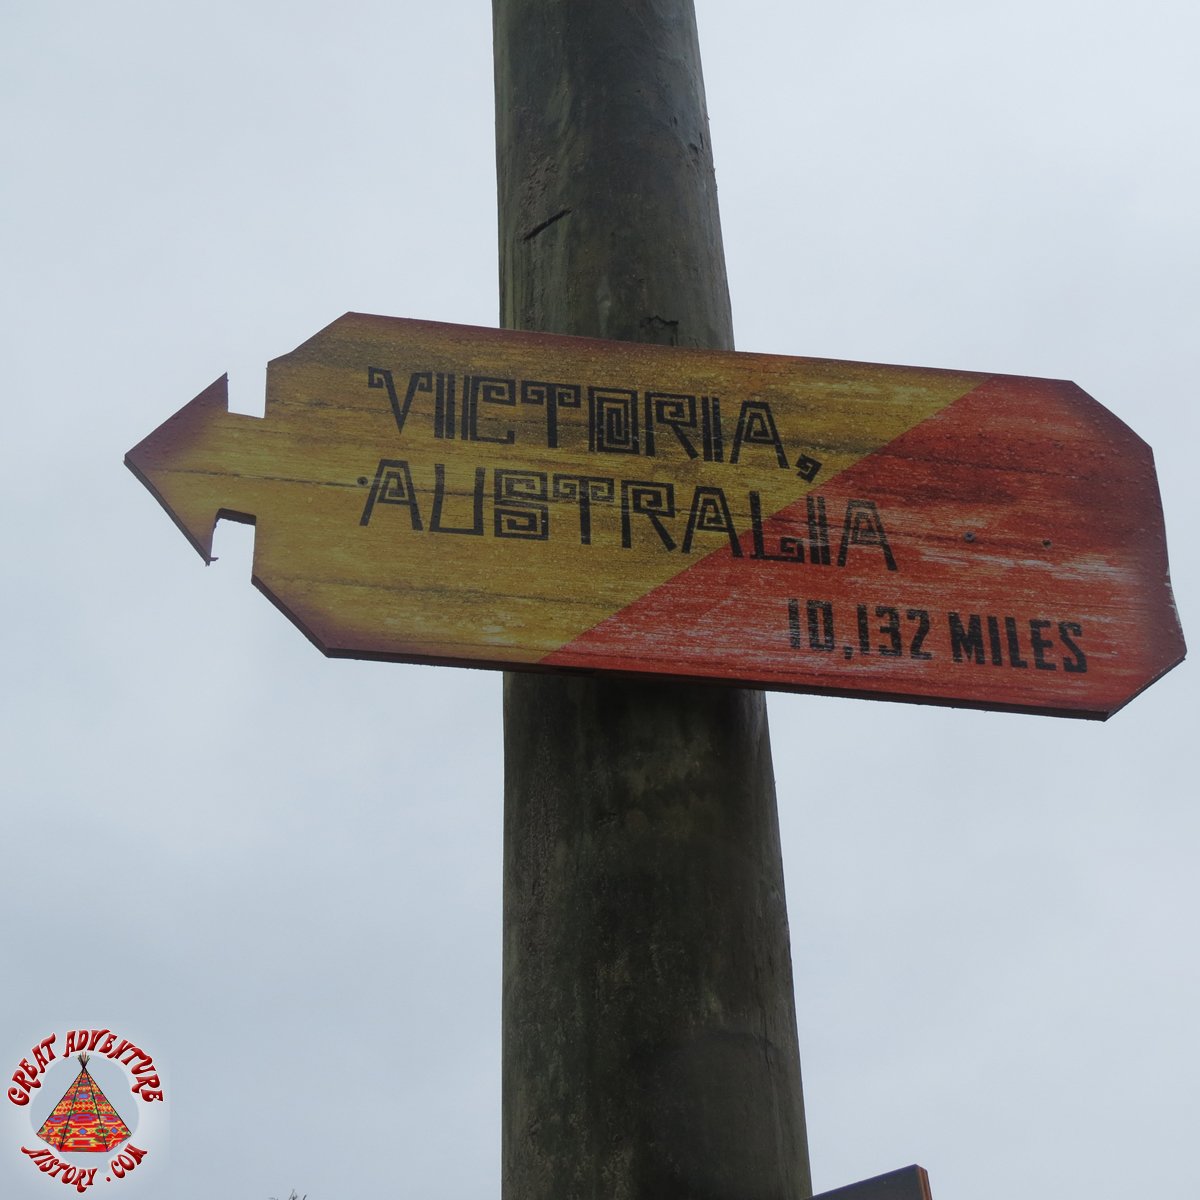 VICTORIA,
AUSTRALIA
10,132 MILES
GREAT ADVENTURE
HISTORY.COM